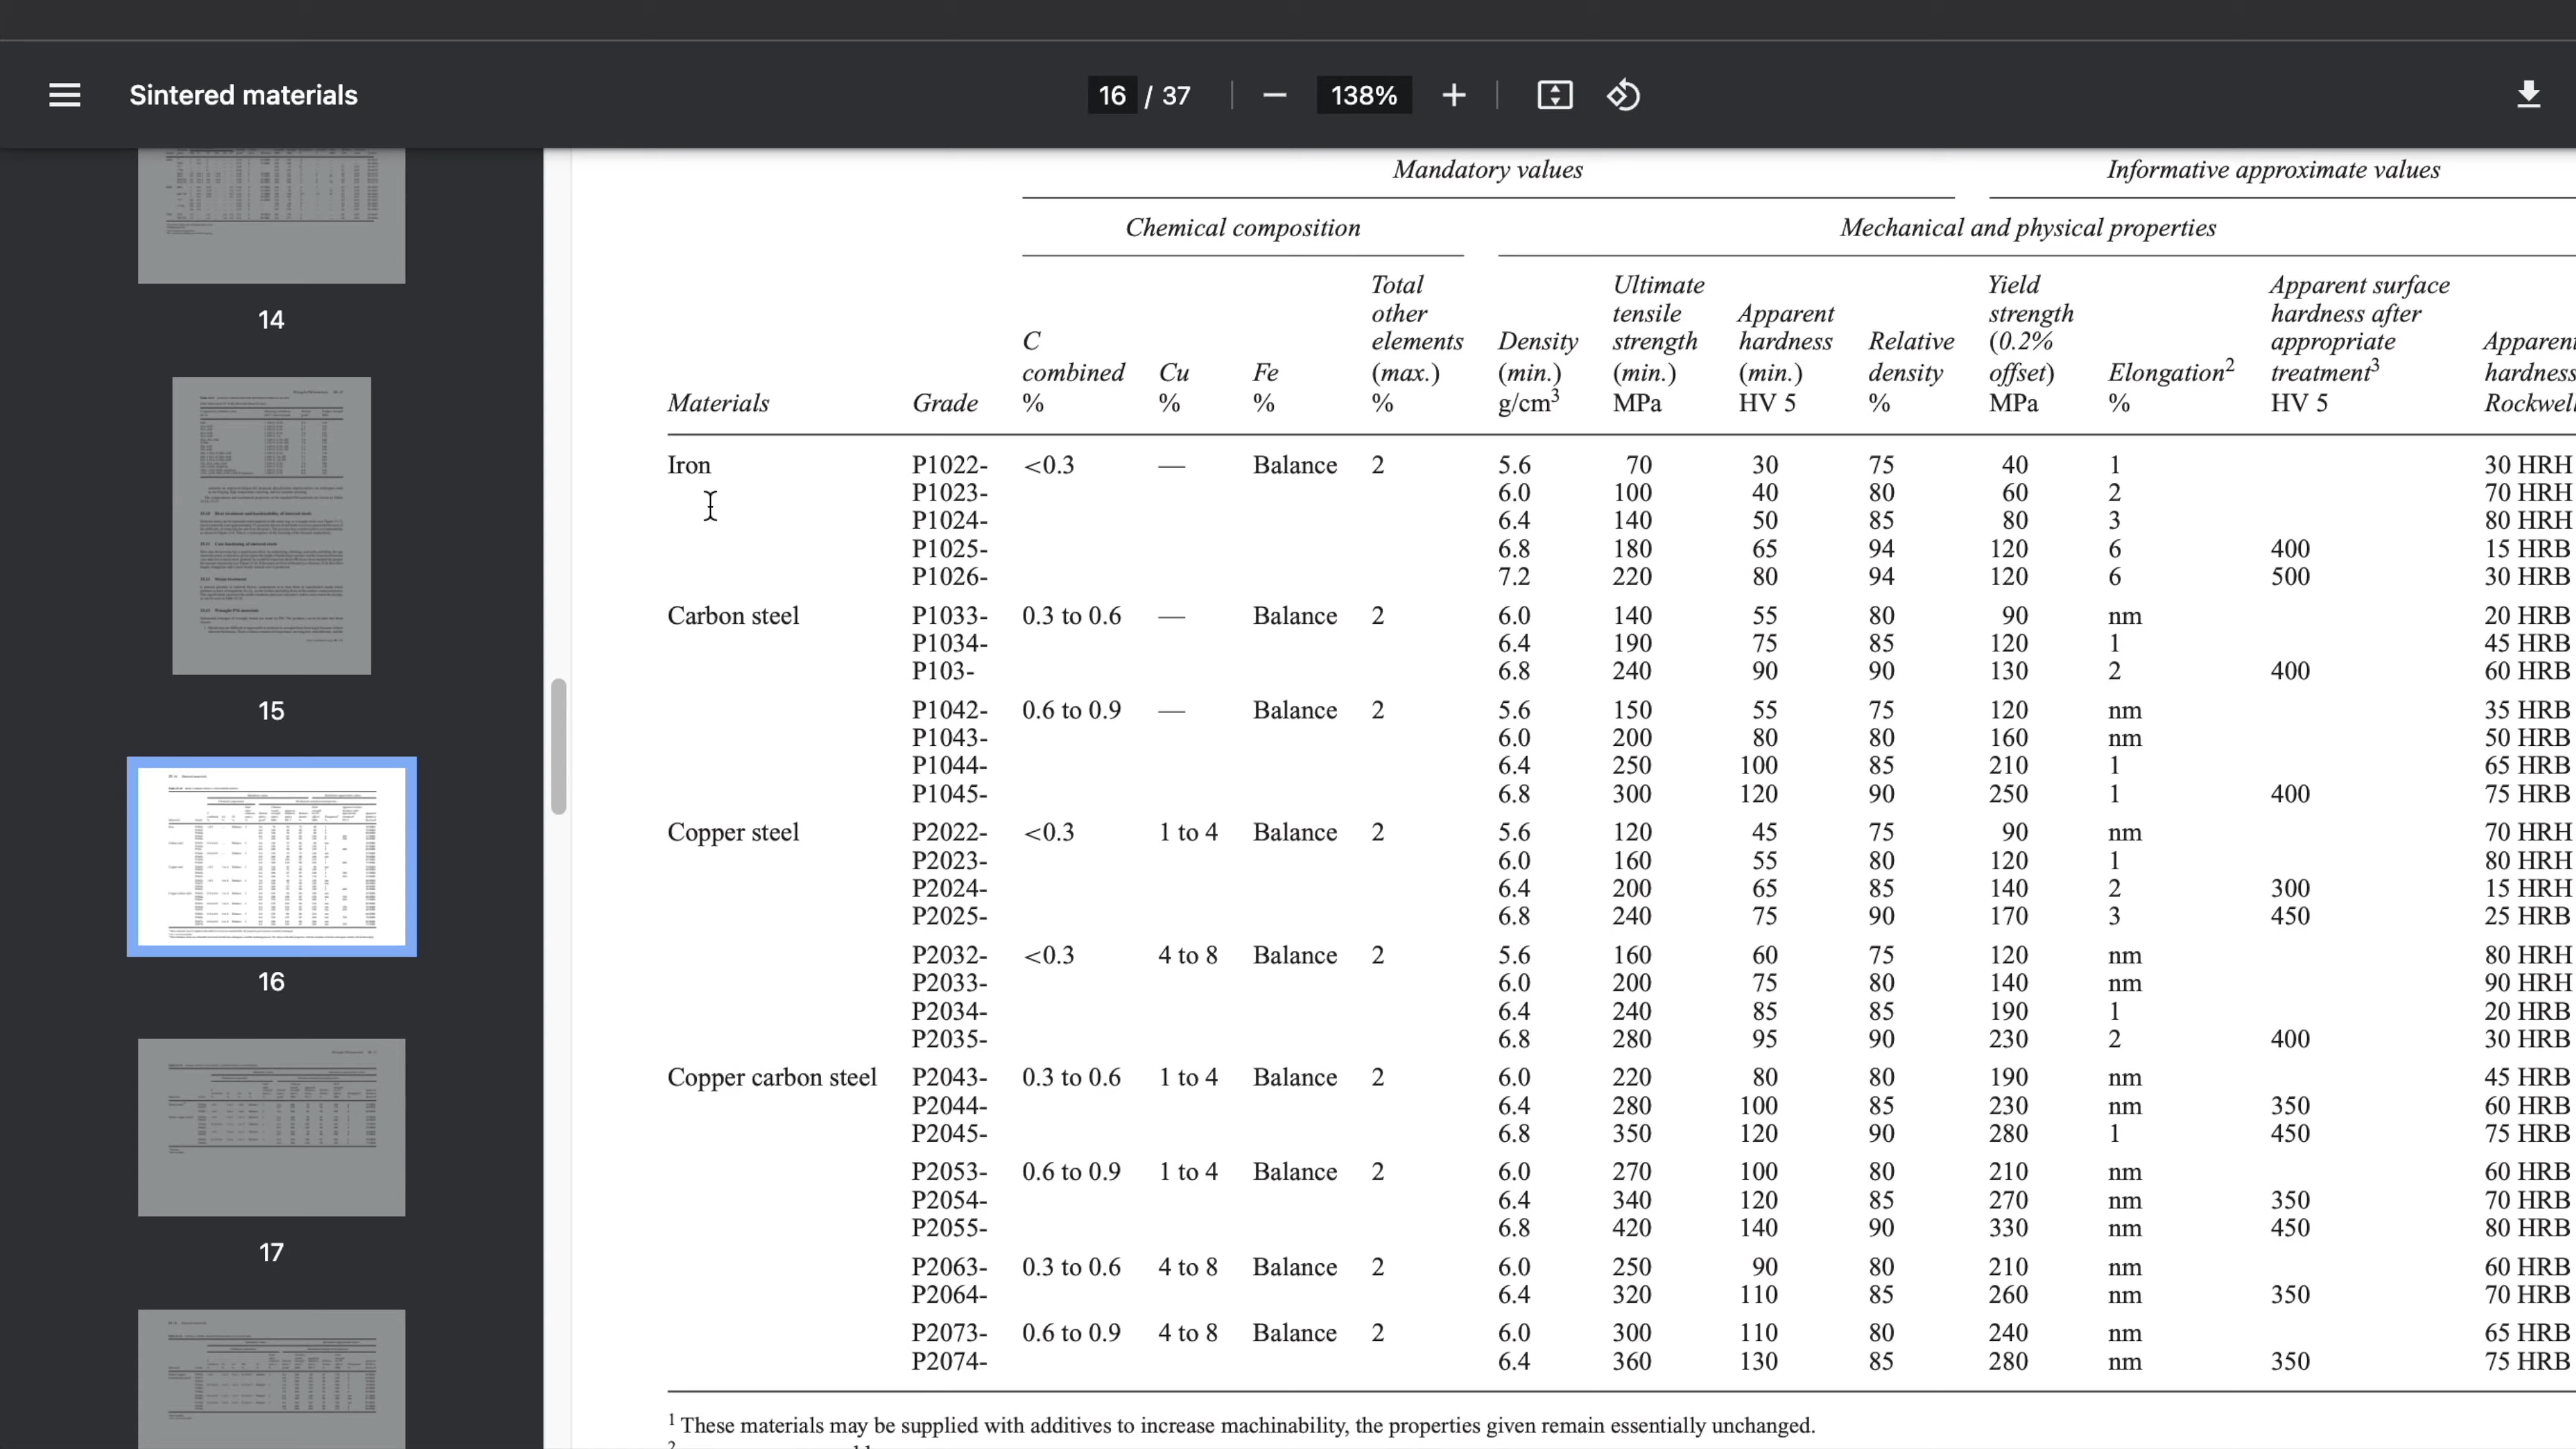 Sintered materials
16 / 37
138%
14
15
16
17
Mandatory values Informative approximate values
Chemical composition Mechanical and physical properties
Total Ultimate Yield Apparent surface
other tensile Apparent strength hardness after
C elements Density strength hardness Relative (0.2% appropriate Apparent
combined Cu Fe (max.) (min.) (min.) (min.) density offset) Elongation2 treatment3 hardness
Materials Grade % % % % g/cm3 MPa HV 5 % MPa % HV 5 Rockwell
Iron P1022- <0.3 — Balance 2 5.6 70 30 75 40 1 30 HRH
P1023- 6.0 100 40 80 60 2 70 HRH
P1024- 6.4 140 50 85 80 3 80 HRH
P1025- 6.8 180 65 94 120 6 400 15 HRB
P1026- 7.2 220 80 94 120 6 500 30 HRB
Carbon steel P1033- 0.3 to 0.6 — Balance 2 6.0 140 55 80 90 nm 20 HRB
P1034- 6.4 190 75 85 120 1 45 HRB
P103- 6.8 240 90 90 130 2 400 60 HRB
P1042- 0.6 to 0.9 — Balance 2 5.6 150 55 75 120 nm 35 HRB
P1043- 6.0 200 80 80 160 nm 50 HRB
P1044- 6.4 250 100 85 210 1 65 HRB
P1045- 6.8 300 120 90 250 1 400 75 HRB
Copper steel P2022- <0.3 1 to 4 Balance 2 5.6 120 45 75 90 nm 70 HRH
P2023- 6.0 160 55 80 120 1 80 HRH
P2024- 6.4 200 65 85 140 2 300 15 HRH
P2025- 6.8 240 75 90 170 3 450 25 HRB
P2032- <0.3 4 to 8 Balance 2 5.6 160 60 75 120 nm 80 HRH
P2033- 6.0 200 75 80 140 nm 90 HRH
P2034- 6.4 240 85 85 190 1 20 HRB
P2035- 6.8 280 95 90 230 2 400 30 HRB
Copper carbon steel P2043- 0.3 to 0.6 1 to 4 Balance 2 6.0 220 80 80 190 nm 45 HRB
P2044- 6.4 280 100 85 230 nm 350 60 HRB
P2045- 6.8 350 120 90 280 1 450 75 HRB
P2053- 0.6 to 0.9 1 to 4 Balance 2 6.0 270 100 80 210 nm 60 HRB
P2054- 6.4 340 120 85 270 nm 350 70 HRB
P2055- 6.8 420 140 90 330 nm 450 80 HRB
P2063- 0.3 to 0.6 4 to 8 Balance 2 6.0 250 90 80 210 nm 60 HRB
P2064- 6.4 320 110 85 260 nm 350 70 HRB
P2073- 0.6 to 0.9 4 to 8 Balance 2 6.0 300 110 80 240 nm 65 HRB
P2074- 6.4 360 130 85 280 nm 350 75 HRB
1 These materials may be supplied with additives to increase machinability, the properties given remain essentially unchanged.